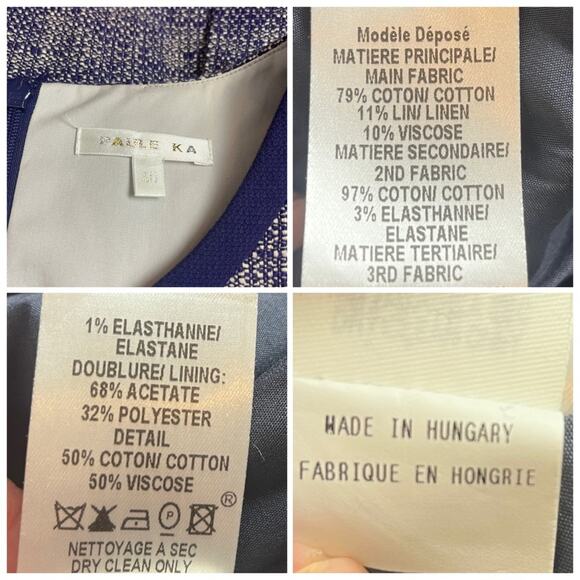 PAULE KA
Modèle Déposé
MATIERE PRINCIPALE/
MAIN FABRIC
79% COTON/ COTTON
11% LIN/ LINEN
10% VISCOSE
MATIERE SECONDAIRE/
2ND FABRIC
97% COTON/ COTTON
3% ELASTHANNE/
ELASTANE
MATIERE TERTIAIRE/
3RD FABRIC
1% ELASTHANNE/
ELASTANE
DOUBLURE/ LINING:
68% ACETATE
32% POLYESTER
DETAIL
50% COTON/ COTTON
50% VISCOSE
P
®
NETTOYAGE A SEC
DRY CLEAN ONLY
MADE IN HUNGARY
FABRIQUE EN HONGRIE